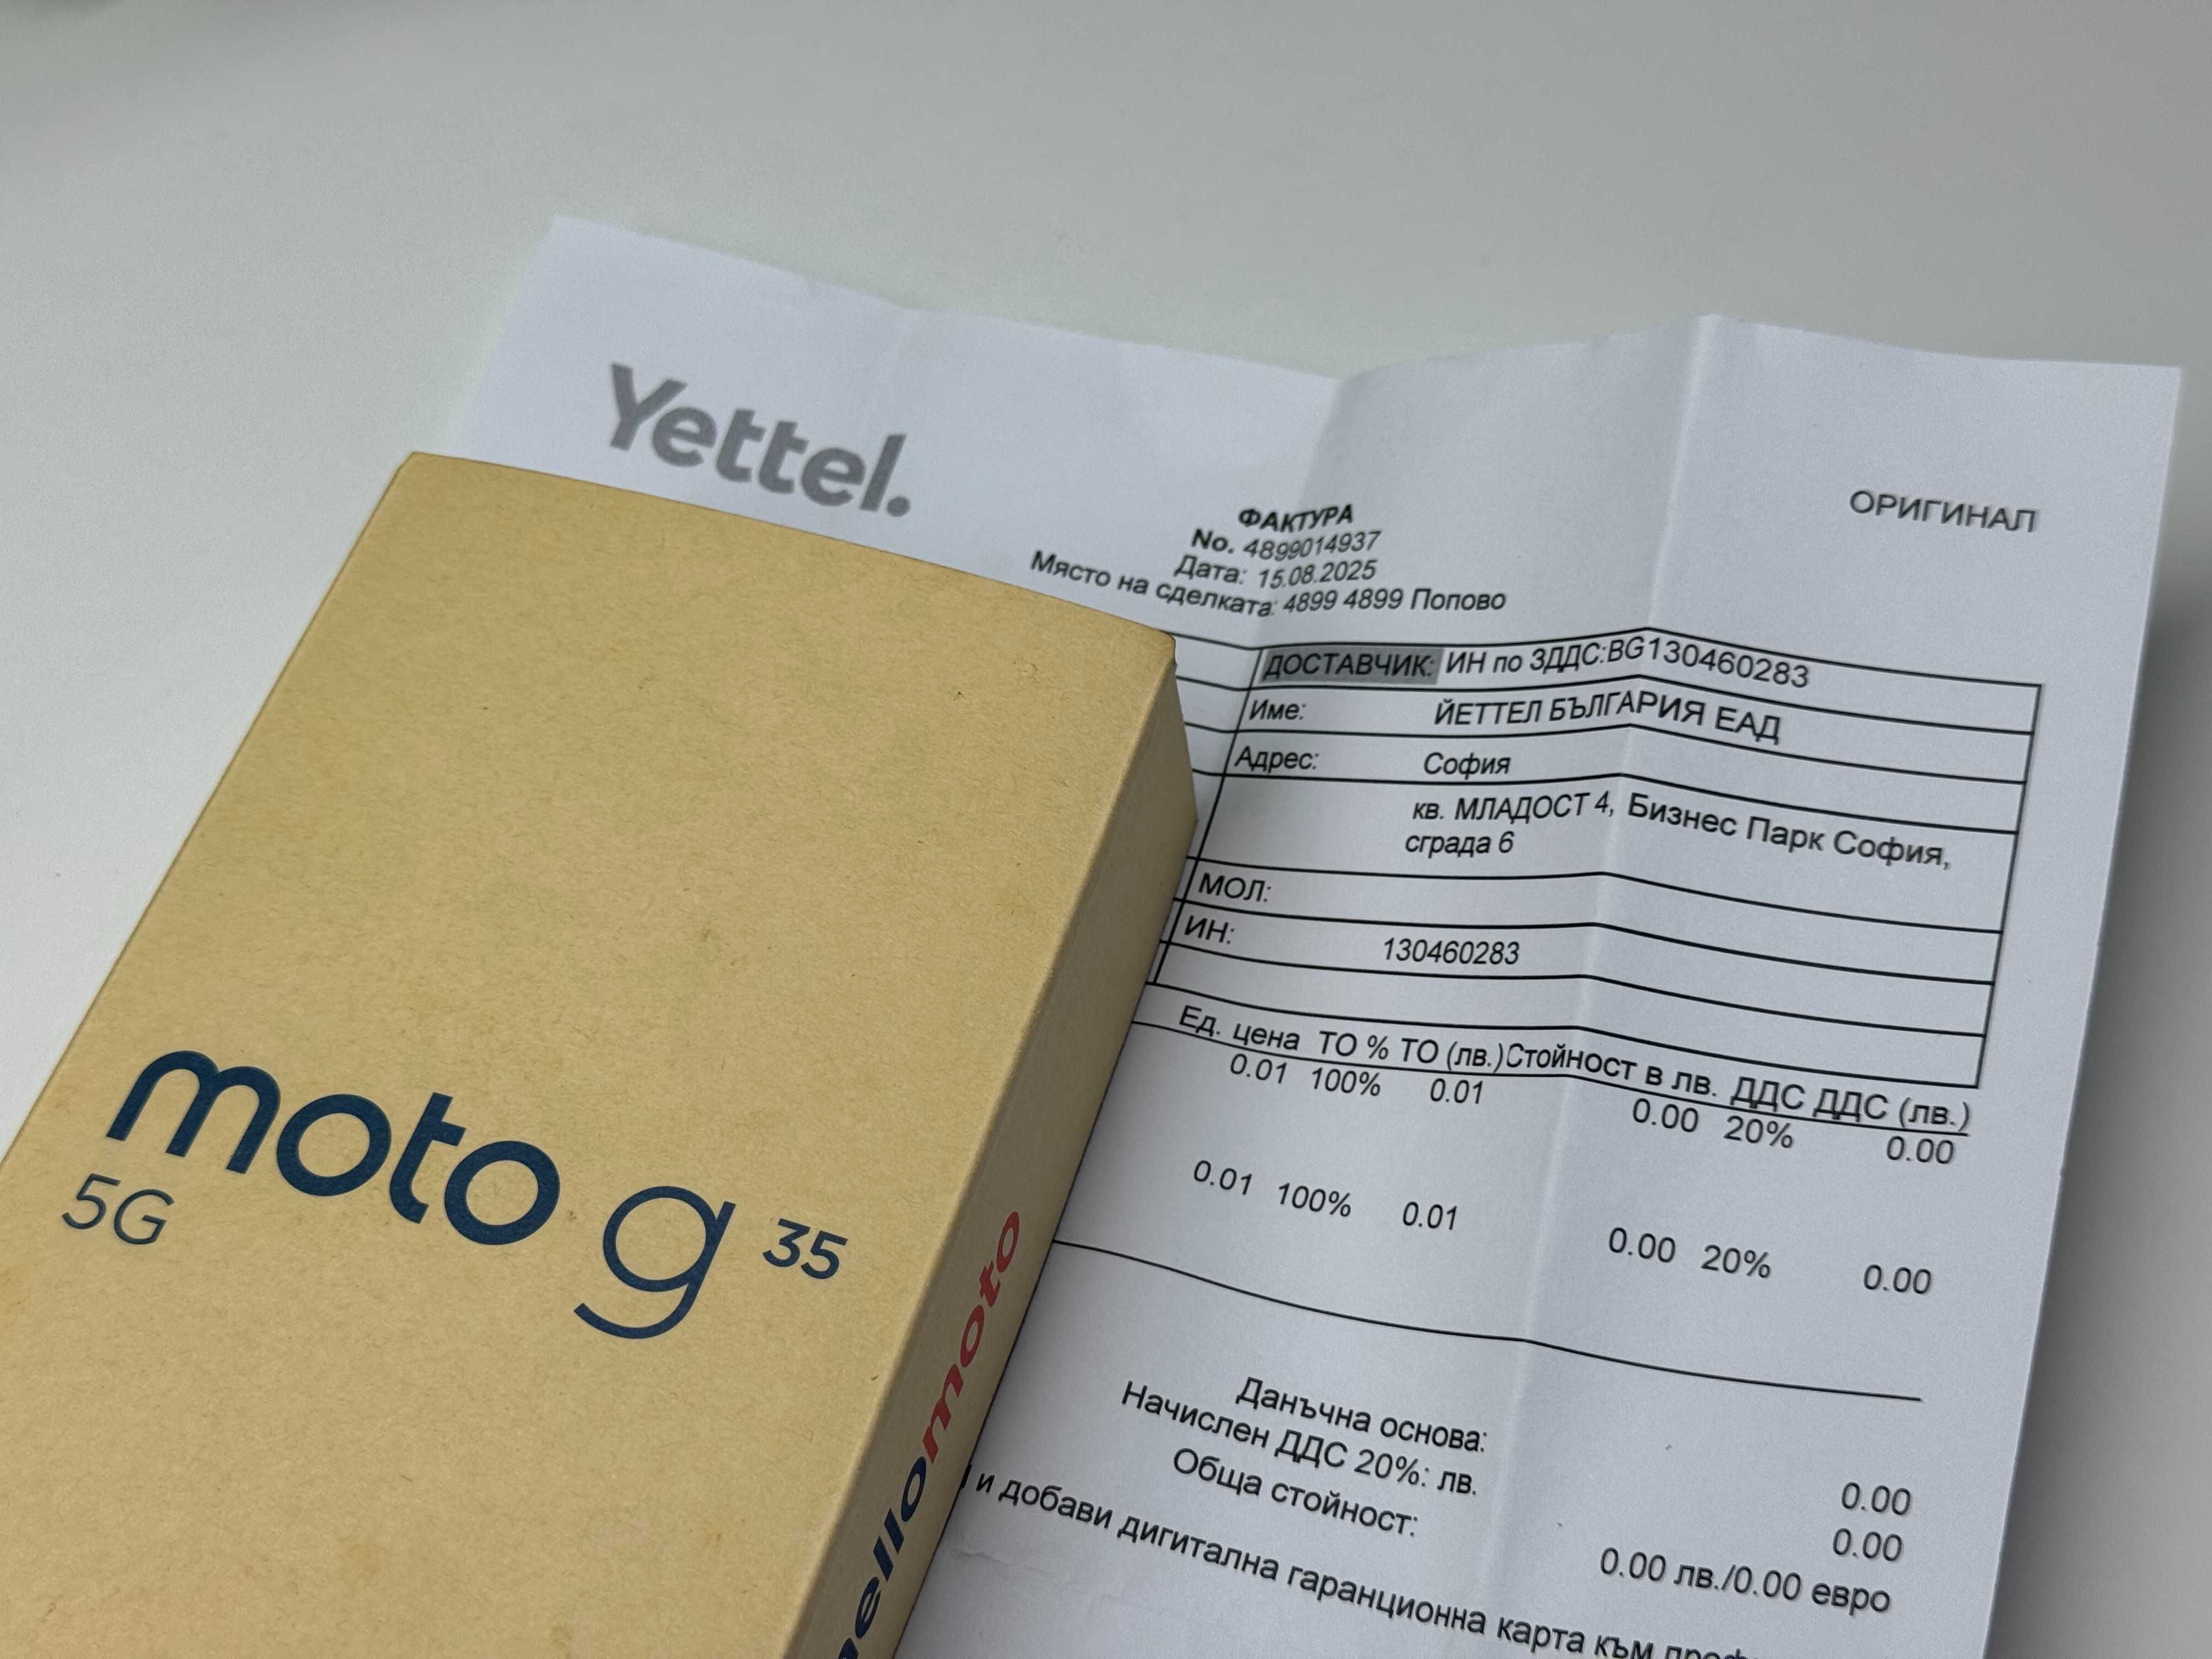 Yettel.
ОРИГИНАЛ
ФАКТУРА
No. 4899014937
Дата: 15.08.2025
Място на сделката: 4899 4899 Попово
ДОСТАВЧИК: ИН по ЗДДС:BG130460283
Име: ЙЕТТЕЛ БЪЛГАРИЯ ЕАД
Адрес: София
кв. МЛАДОСТ 4, Бизнес Парк София,
сграда 6
МОЛ:
ИН: 130460283
Ед. цена ТО % ТО (лв.) Стойност в лв. ДДС ДДС (лв.)
0.01 100% 0.01 0.00 20% 0.00
0.01 100% 0.01 0.00 20% 0.00
Данъчна основа: 0.00
Начислен ДДС 20%: лв. 0.00
Обща стойност: 0.00 лв./0.00 евро
и добави дигитална гаранционна карта към
moto g 35
5G
hellomoto